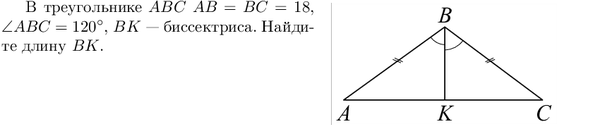 В треугольнике ABC AB = BC = 18,
∠ABC = 120°, BK — биссектриса. Найди-
те длину BK.
B
A
K
C